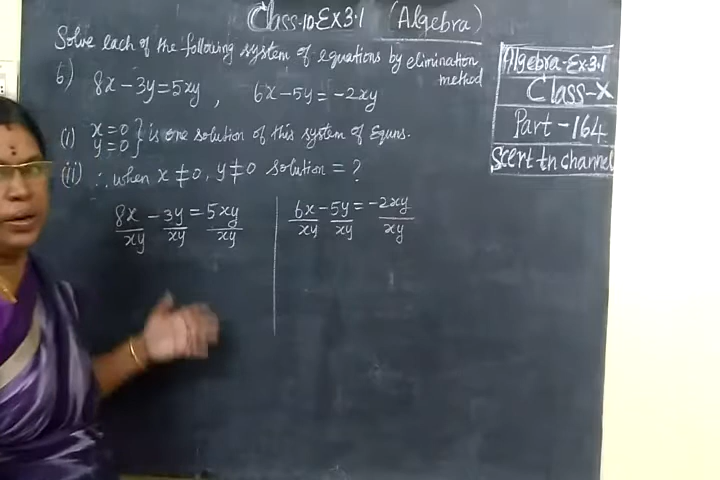 Class-10-Ex3.1 (Algebra)
Solve each of the following system of equations by elimination method
6) 8x - 3y = 5xy , 6x - 5y = -2xy
(i) x = 0
y = 0 } is one solution of this system of Equns.
(ii) ∴ when x ≠ 0, y ≠ 0 solution = ?
8x/xy - 3y/xy = 5xy/xy
6x/xy - 5y/xy = -2xy/xy
Algebra-Ex3.1
Class-X
Part-164
Scert tn channel